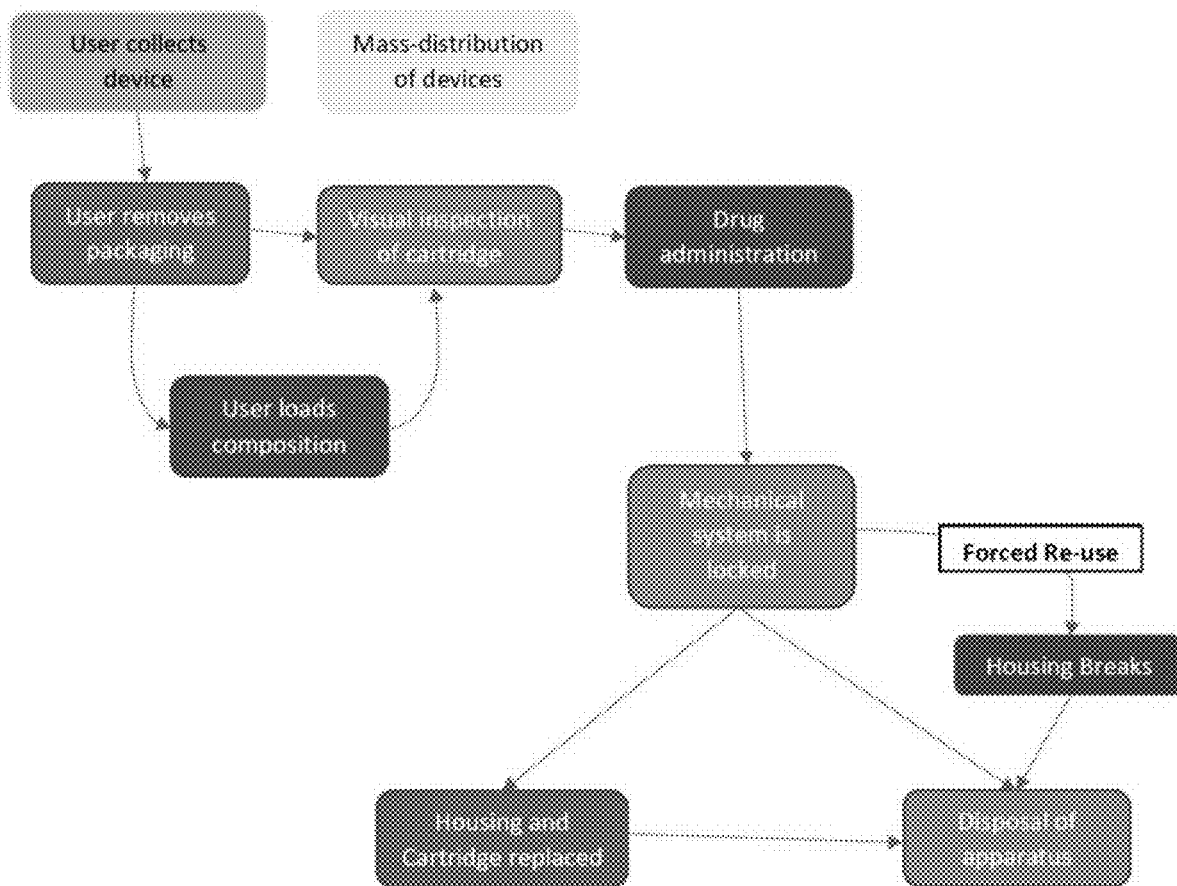 User collects
device
Mass-distribution
of devices
User removes
packaging
Visual inspection
of cartridge
Drug
administration
User loads
composition
Mechanical
system is
locked
Forced Re-use
Housing Breaks
Housing and
Cartridge replaced
Disposal of
apparatus